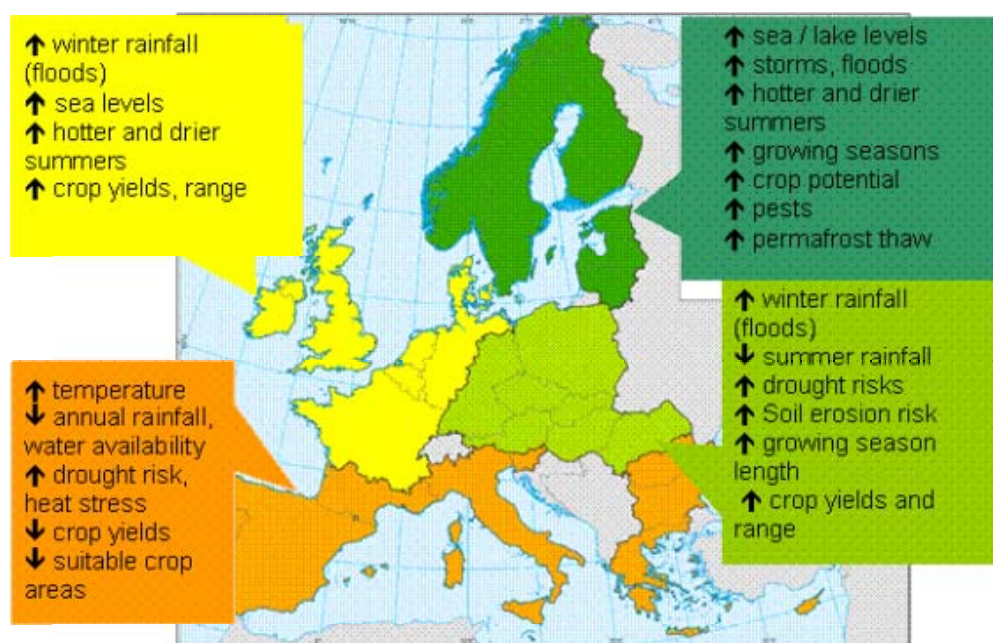 ↑ winter rainfall
(floods)
↑ sea levels
↑ hotter and drier
summers
↑ crop yields, range
↑ sea / lake levels
↑ storms, floods
↑ hotter and drier
summers
↑ growing seasons
↑ crop potential
↑ pests
↑ permafrost thaw
↑ temperature
↓ annual rainfall,
water availability
↑ drought risk,
heat stress
↓ crop yields
↓ suitable crop
areas
↑ winter rainfall
(floods)
↓ summer rainfall
↑ drought risks
↑ Soil erosion risk
↑ growing season
length
↑ crop yields and
range